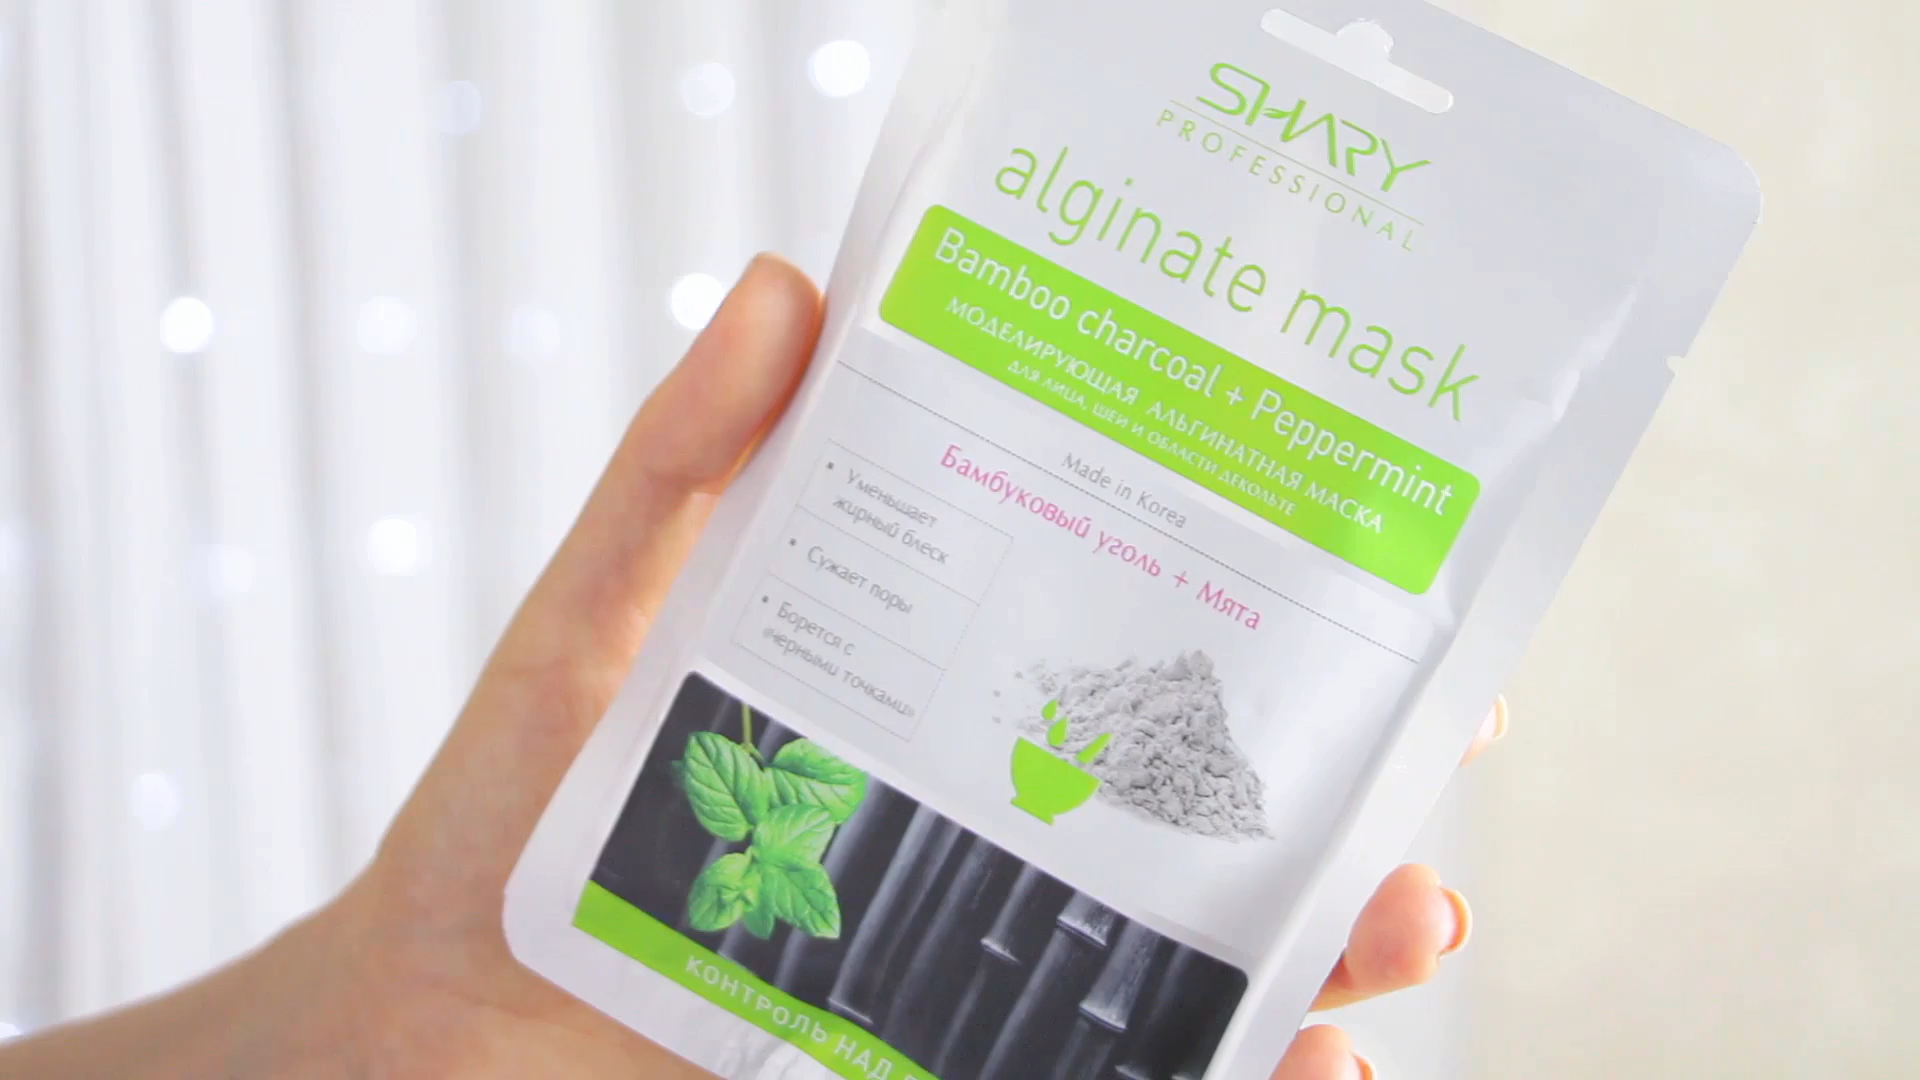 SHARY
PROFESSIONAL
alginate mask
Bamboo charcoal + Peppermint
МОДЕЛИРУЮЩАЯ АЛЬГИНАТНАЯ МАСКА
ДЛЯ ЛИЦА, ШЕИ И ОБЛАСТИ ДЕКОЛЬТЕ
Made in Korea
Бамбуковый уголь + Мята
• Уменьшает
жирный блеск
• Сужает поры
• Борется с
«черными точками»
КОНТРОЛЬ НАД